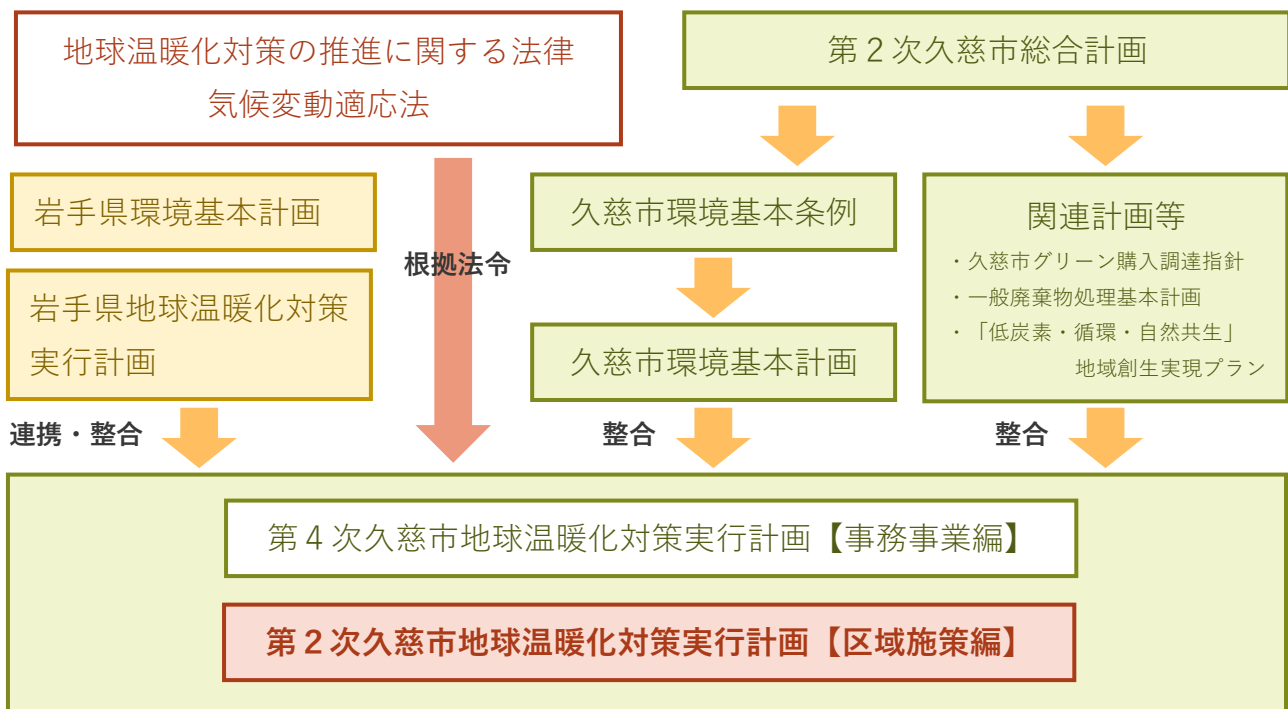 地球温暖化対策の推進に関する法律
気候変動適応法
第２次久慈市総合計画
岩手県環境基本計画
岩手県地球温暖化対策
実行計画
根拠法令
久慈市環境基本条例
久慈市環境基本計画
関連計画等
・久慈市グリーン購入調達指針
・一般廃棄物処理基本計画
・「低炭素・循環・自然共生」
地域創生実現プラン
連携・整合
整合
整合
第４次久慈市地球温暖化対策実行計画【事務事業編】
第２次久慈市地球温暖化対策実行計画【区域施策編】